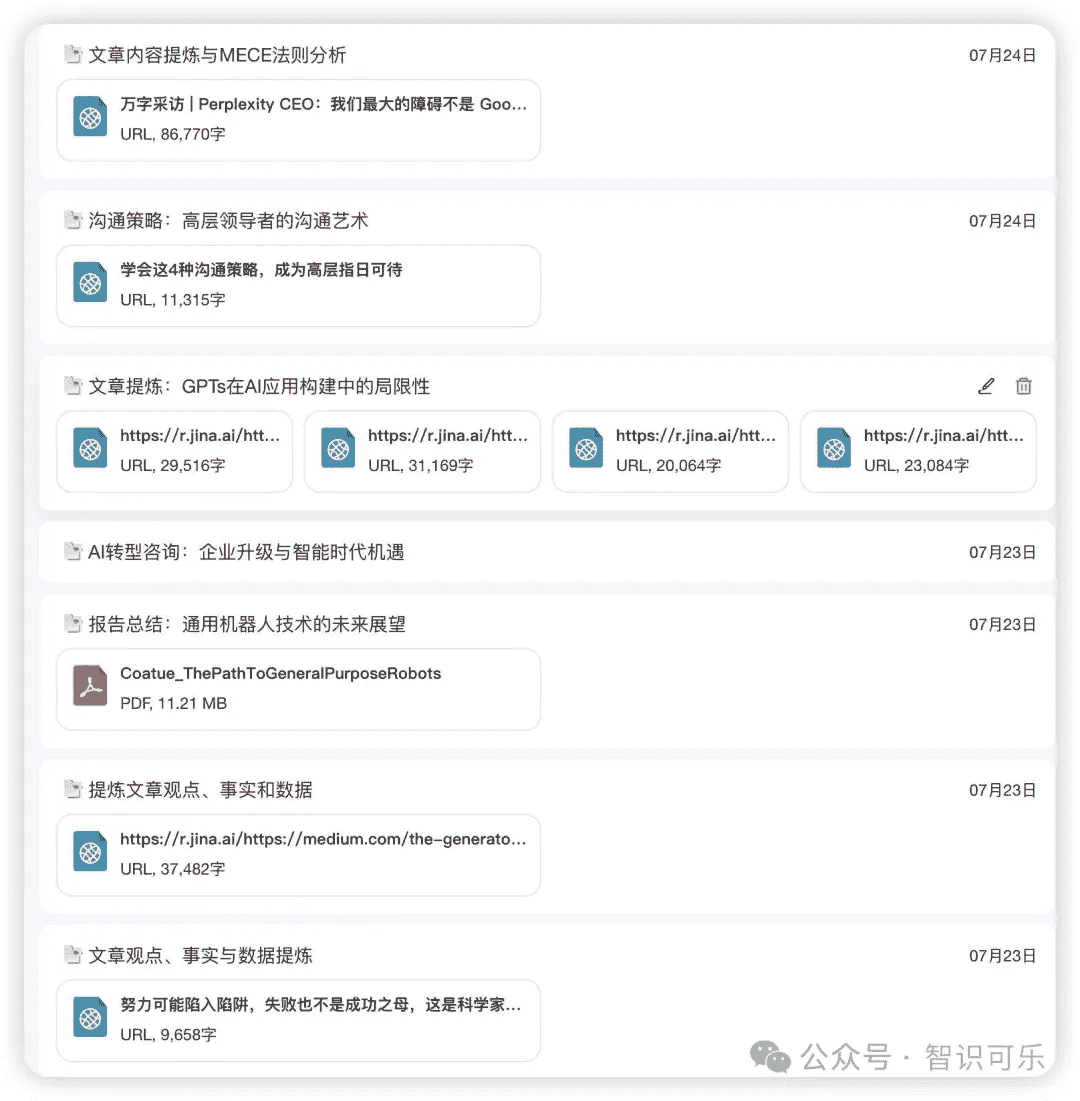 文章内容提炼与MECE法则分析
07月24日
万字采访 | Perplexity CEO：我们最大的障碍不是 Goo...
URL, 86,770字
沟通策略：高层领导者的沟通艺术
07月24日
学会这4种沟通策略，成为高层指日可待
URL, 11,315字
文章提炼：GPTs在AI应用构建中的局限性
https://r.jina.ai/htt...
URL, 29,516字
https://r.jina.ai/htt...
URL, 31,169字
https://r.jina.ai/htt...
URL, 20,064字
https://r.jina.ai/htt...
URL, 23,084字
AI转型咨询：企业升级与智能时代机遇
07月23日
报告总结：通用机器人技术的未来展望
07月23日
Coatue_ThePathToGeneralPurposeRobots
PDF, 11.21 MB
提炼文章观点、事实和数据
07月23日
https://r.jina.ai/https://medium.com/the-generato...
URL, 37,482字
文章观点、事实与数据提炼
07月23日
努力可能陷入陷阱，失败也不是成功之母，这是科学家...
URL, 9,658字
公众号 · 智识可乐